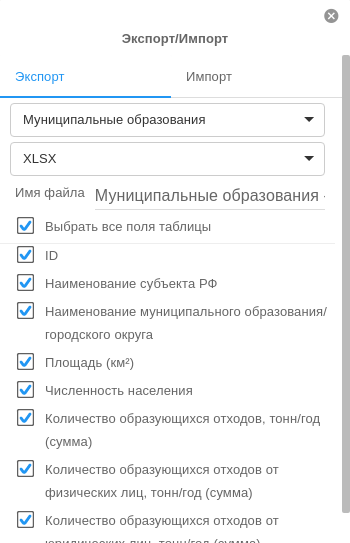 Экспорт/Импорт
Экспорт
Импорт
Муниципальные образования
XLSX
Имя файла
Муниципальные образования -
Выбрать все поля таблицы
ID
Наименование субъекта РФ
Наименование муниципального образования/
городского округа
Площадь (км²)
Численность населения
Количество образующихся отходов, тонн/год
(сумма)
Количество образующихся отходов от
физических лиц, тонн/год (сумма)
Количество образующихся отходов от
юридических лиц, тонн/год (сумма)